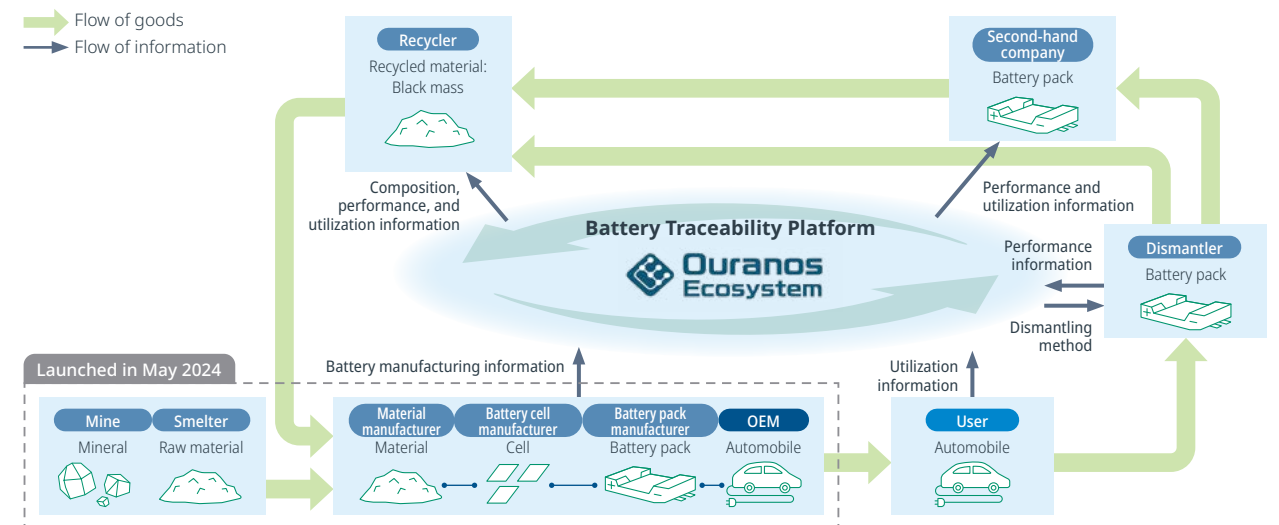 Flow of goods
Flow of information
Recycler
Recycled material:
Black mass
Second-hand
company
Battery pack
Composition,
performance, and
utilization information
Performance and
utilization information
Battery Traceability Platform
Ouranos
Ecosystem
Performance
information
Dismantler
Battery pack
Dismantling
method
Launched in May 2024
Battery manufacturing information
Utilization
information
Mine
Mineral
Smelter
Raw material
Material
manufacturer
Material
Battery cell
manufacturer
Cell
Battery pack
manufacturer
Battery pack
OEM
Automobile
User
Automobile